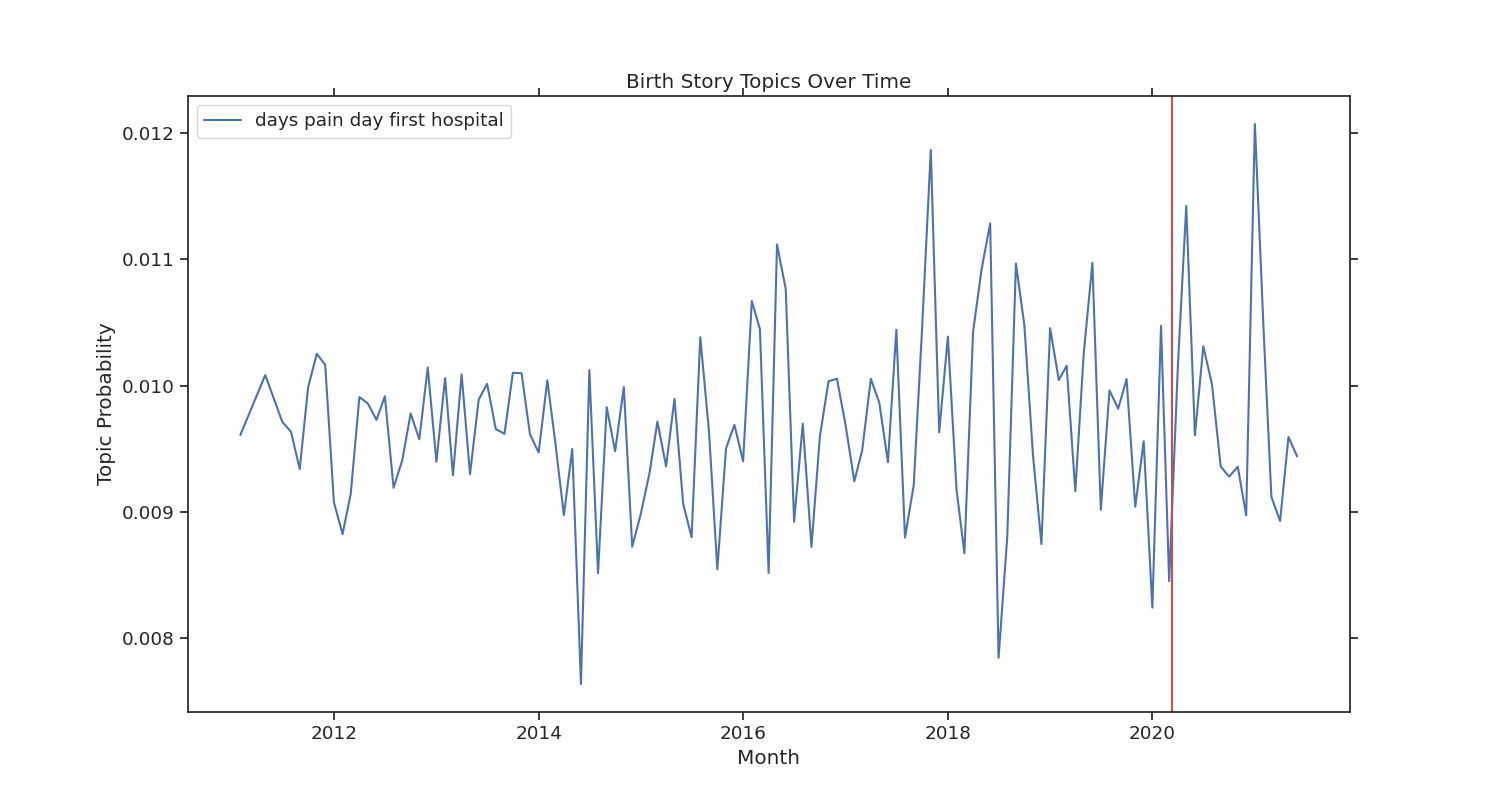 Birth Story Topics Over Time
days pain day first hospital
Topic Probability
0.012
0.011
0.010
0.009
0.008
2012 2014 2016 2018 2020
Month